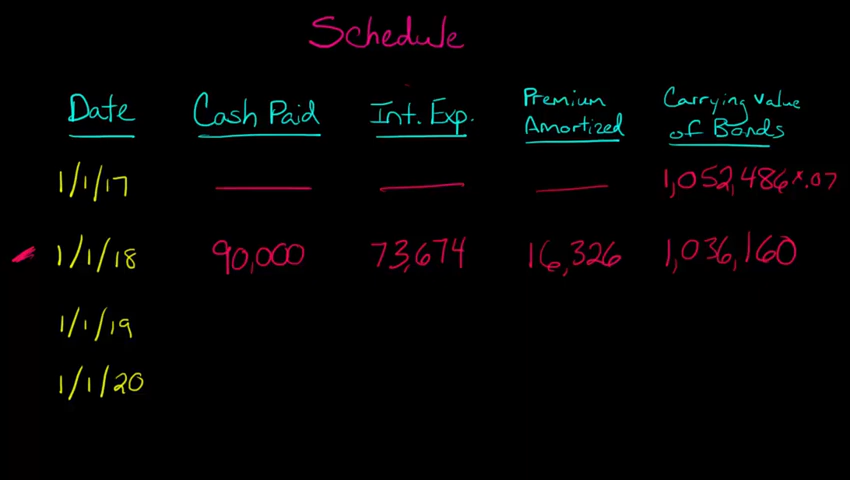 Schedule
Date Cash Paid Int. Exp. Premium Amortized Carrying Value of Bonds
1/1/17 1,052,486 x .07
1/1/18 90,000 73,674 16,326 1,036,160
1/1/19
1/1/20